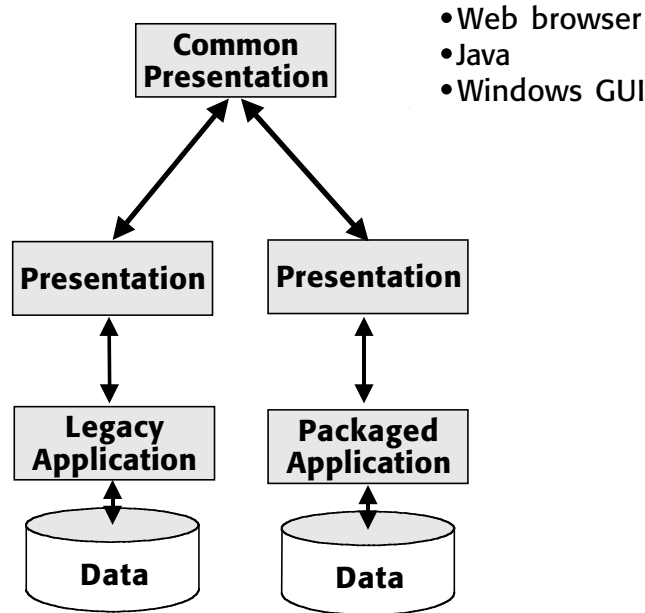 Common
Presentation
•Web browser
•Java
•Windows GUI
Presentation
Presentation
Legacy
Application
Packaged
Application
Data
Data